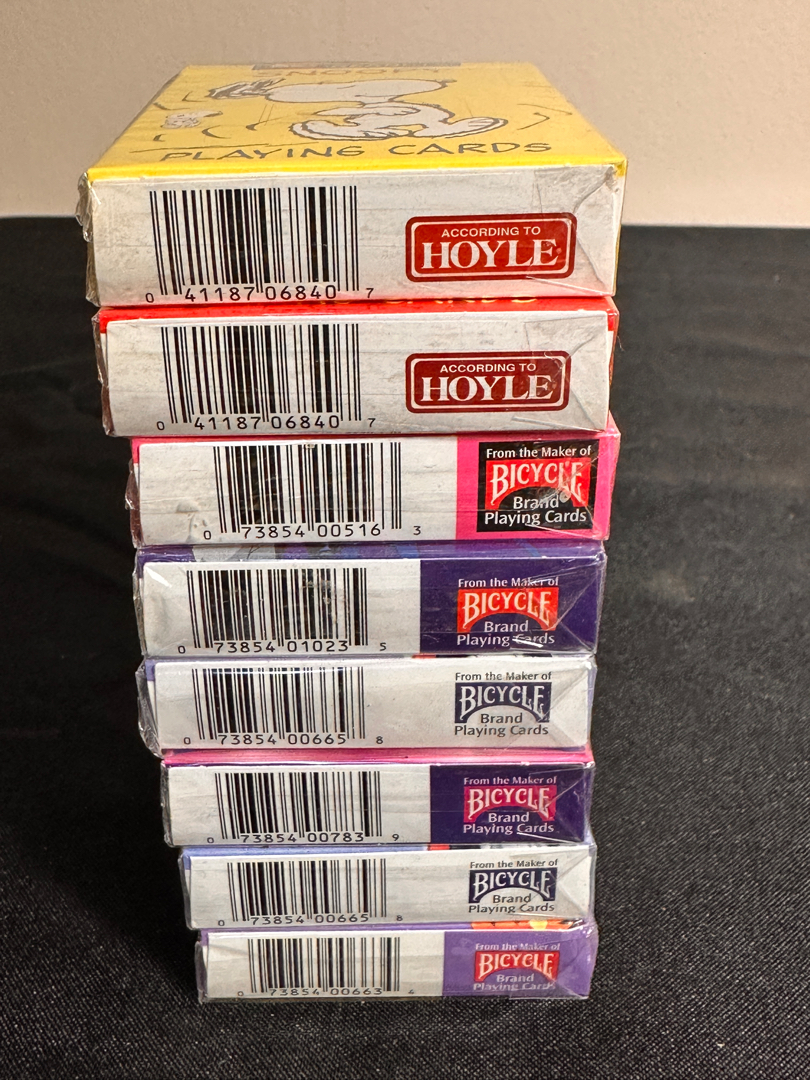 SNOOPY
PLAYING CARDS
0 41187 06840 7
ACCORDING TO
HOYLE
0 41187 06840 7
ACCORDING TO
HOYLE
0 73854 00516 3
From the Maker of
BICYCLE
Brand
Playing Cards
0 73854 01023 5
From the Maker of
BICYCLE
Brand
Playing Cards
0 73854 00665 8
From the Maker of
BICYCLE
Brand
Playing Cards
0 73854 00783 9
From the Maker of
BICYCLE
Brand
Playing Cards
0 73854 00665 8
From the Maker of
BICYCLE
Brand
Playing Cards
0 73854 00663 4
From the Maker of
BICYCLE
Brand
Playing Cards